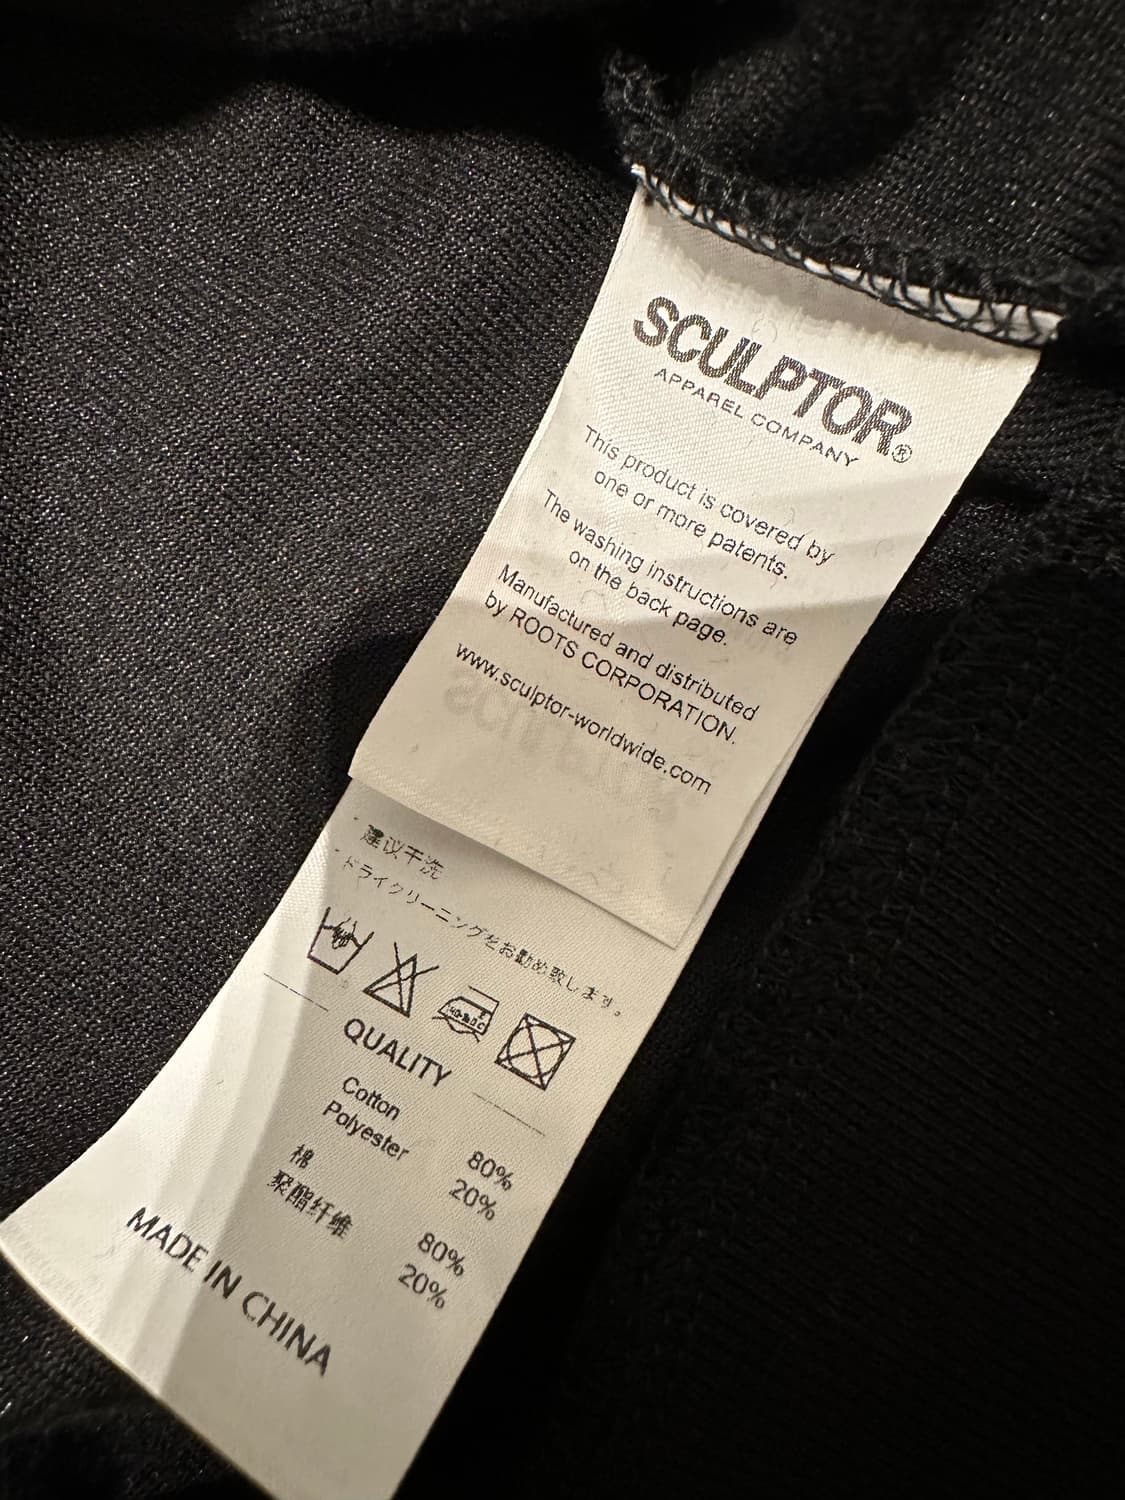 SCULPTOR®
APPAREL COMPANY
This product is covered by
one or more patents.
The washing instructions are
on the back page.
Manufactured and distributed
by ROOTS CORPORATION.
www.sculptor-worldwide.com
*建议干洗
*ドライクリーニングをお勧め致します。
QUALITY
Cotton 80%
Polyester 20%
棉 80%
聚酯纤维 20%
MADE IN CHINA